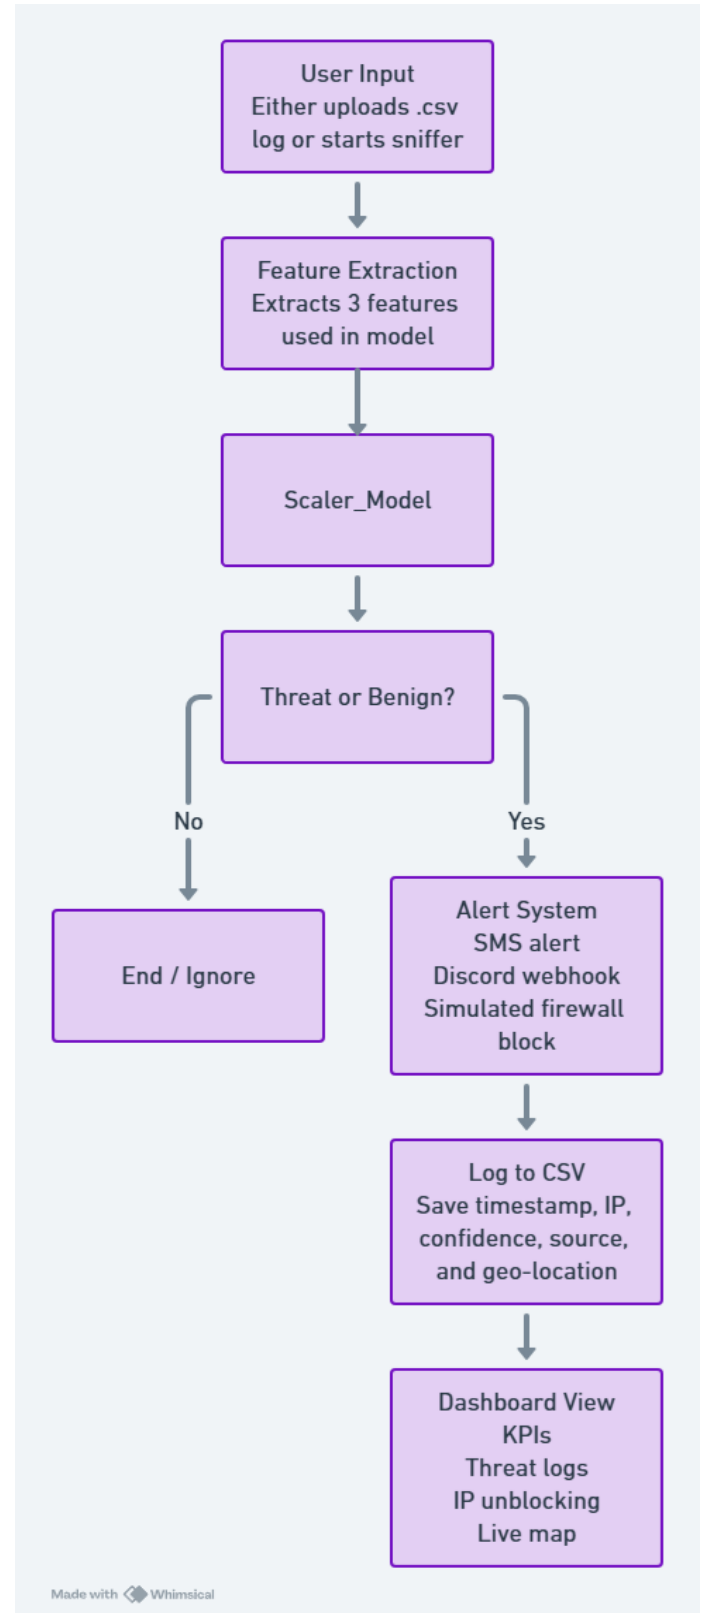 User Input
Either uploads .csv
log or starts sniffer
Feature Extraction
Extracts 3 features
used in model
Scaler_Model
Threat or Benign?
No
Yes
End / Ignore
Alert System
SMS alert
Discord webhook
Simulated firewall
block
Log to CSV
Save timestamp, IP,
confidence, source,
and geo-location
Dashboard View
KPIs
Threat logs
IP unblocking
Live map
Made with Whimsical